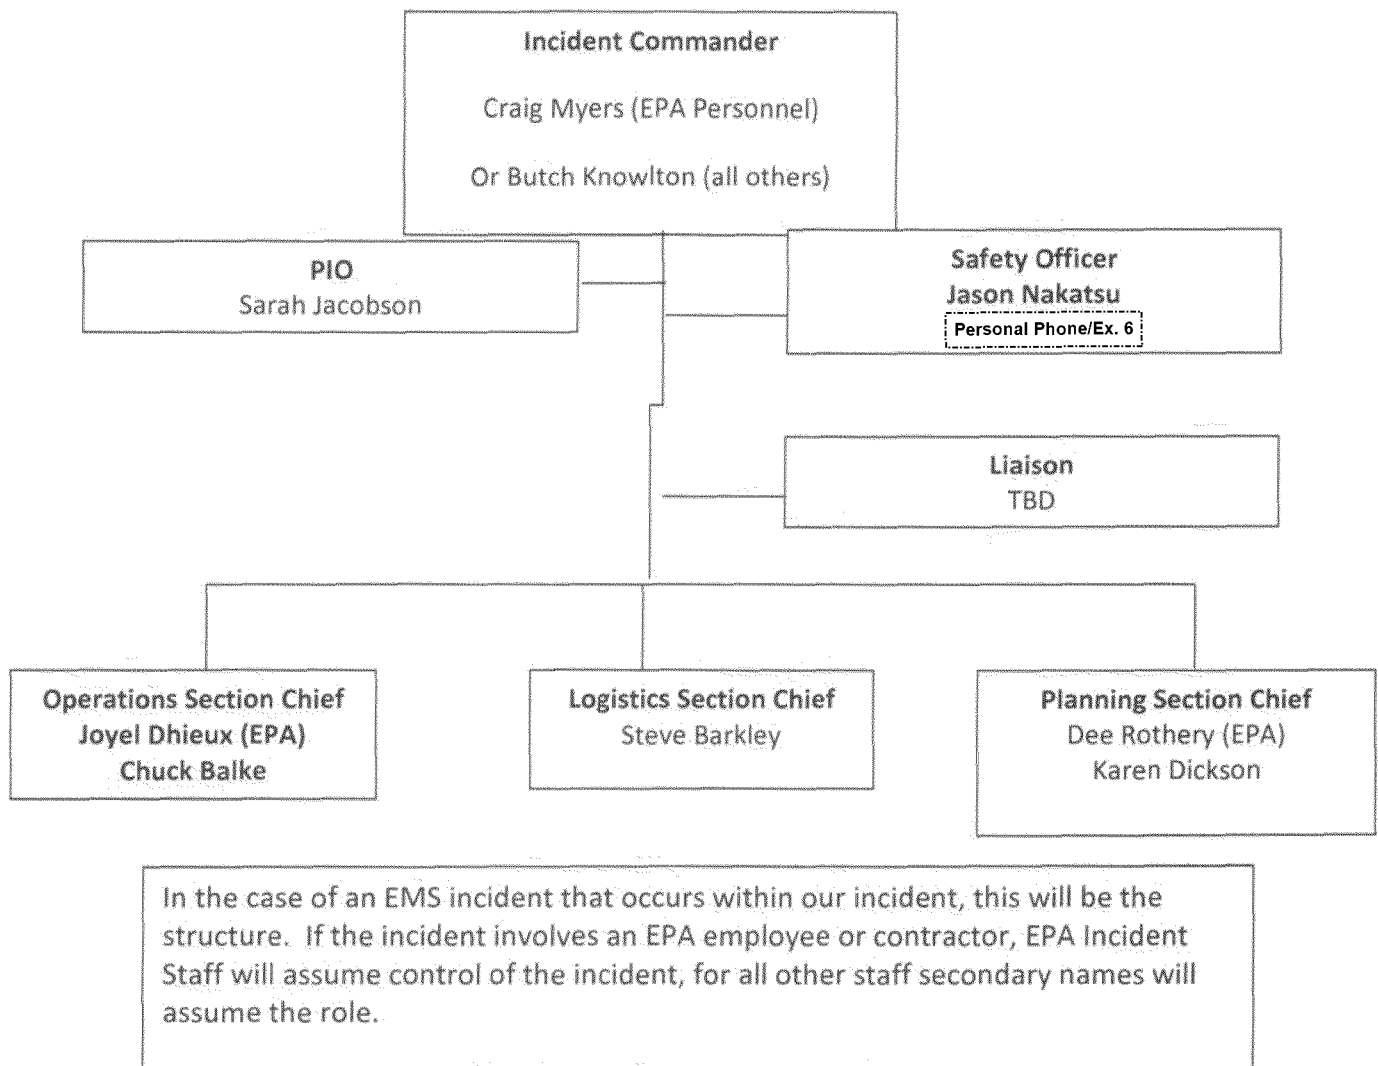 Incident Commander
Craig Myers (EPA Personnel)
Or Butch Knowlton (all others)
PIO
Sarah Jacobson
Safety Officer
Jason Nakatsu
Personal Phone/Ex. 6
Liaison
TBD
Operations Section Chief
Joyel Dhieux (EPA)
Chuck Balke
Logistics Section Chief
Steve Barkley
Planning Section Chief
Dee Rothery (EPA)
Karen Dickson
In the case of an EMS incident that occurs within our incident, this will be the
structure.  If the incident involves an EPA employee or contractor, EPA Incident
Staff will assume control of the incident, for all other staff secondary names will
assume the role.